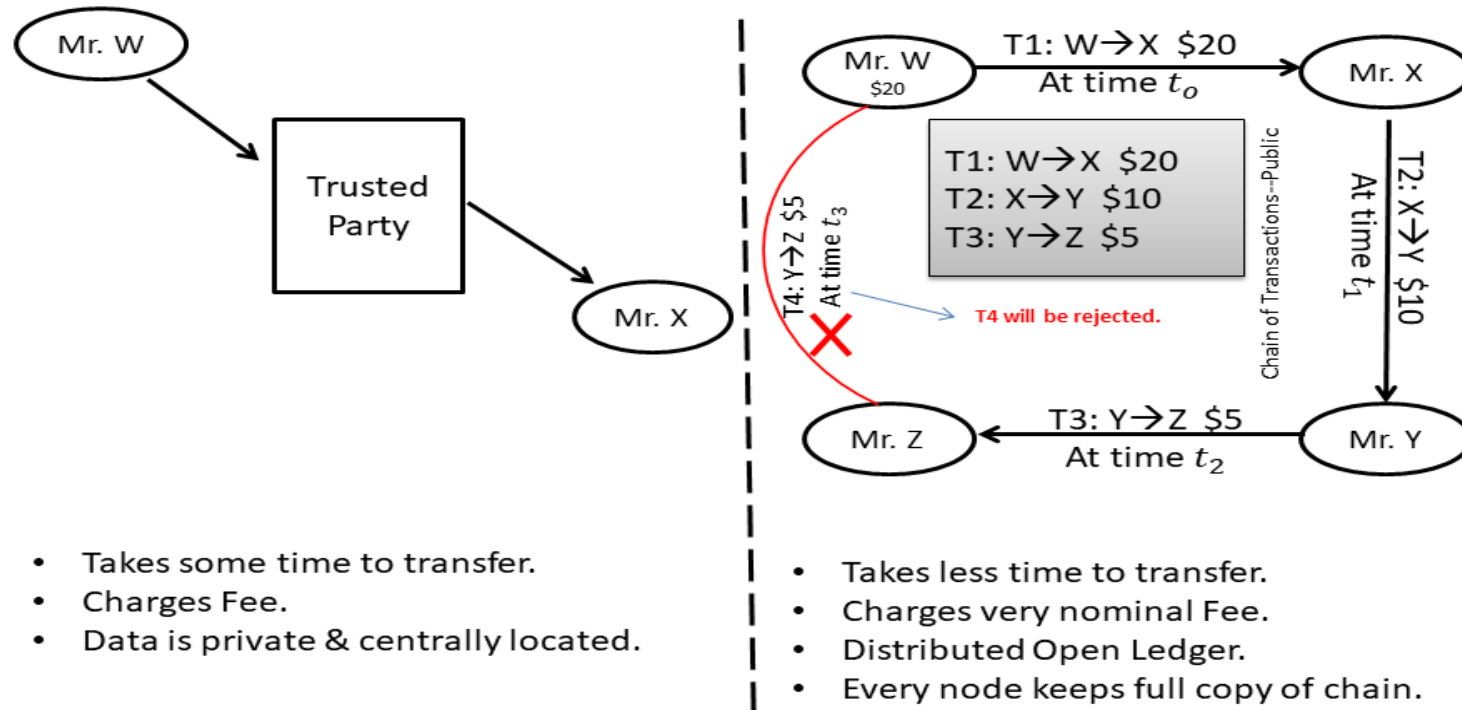 Mr. W
Trusted
Party
Mr. X
• Takes some time to transfer.
• Charges Fee.
• Data is private & centrally located.
Mr. W
$20
T1: W→X $20
At time tₒ
Mr. X
T1: W→X $20
T2: X→Y $10
T3: Y→Z $5
Chain of Transactions--Public
T2: X→Y $10
At time t₁
T4: Y→Z $5
At time t₃
T4 will be rejected.
Mr. Z
T3: Y→Z $5
At time t₂
Mr. Y
• Takes less time to transfer.
• Charges very nominal Fee.
• Distributed Open Ledger.
• Every node keeps full copy of chain.